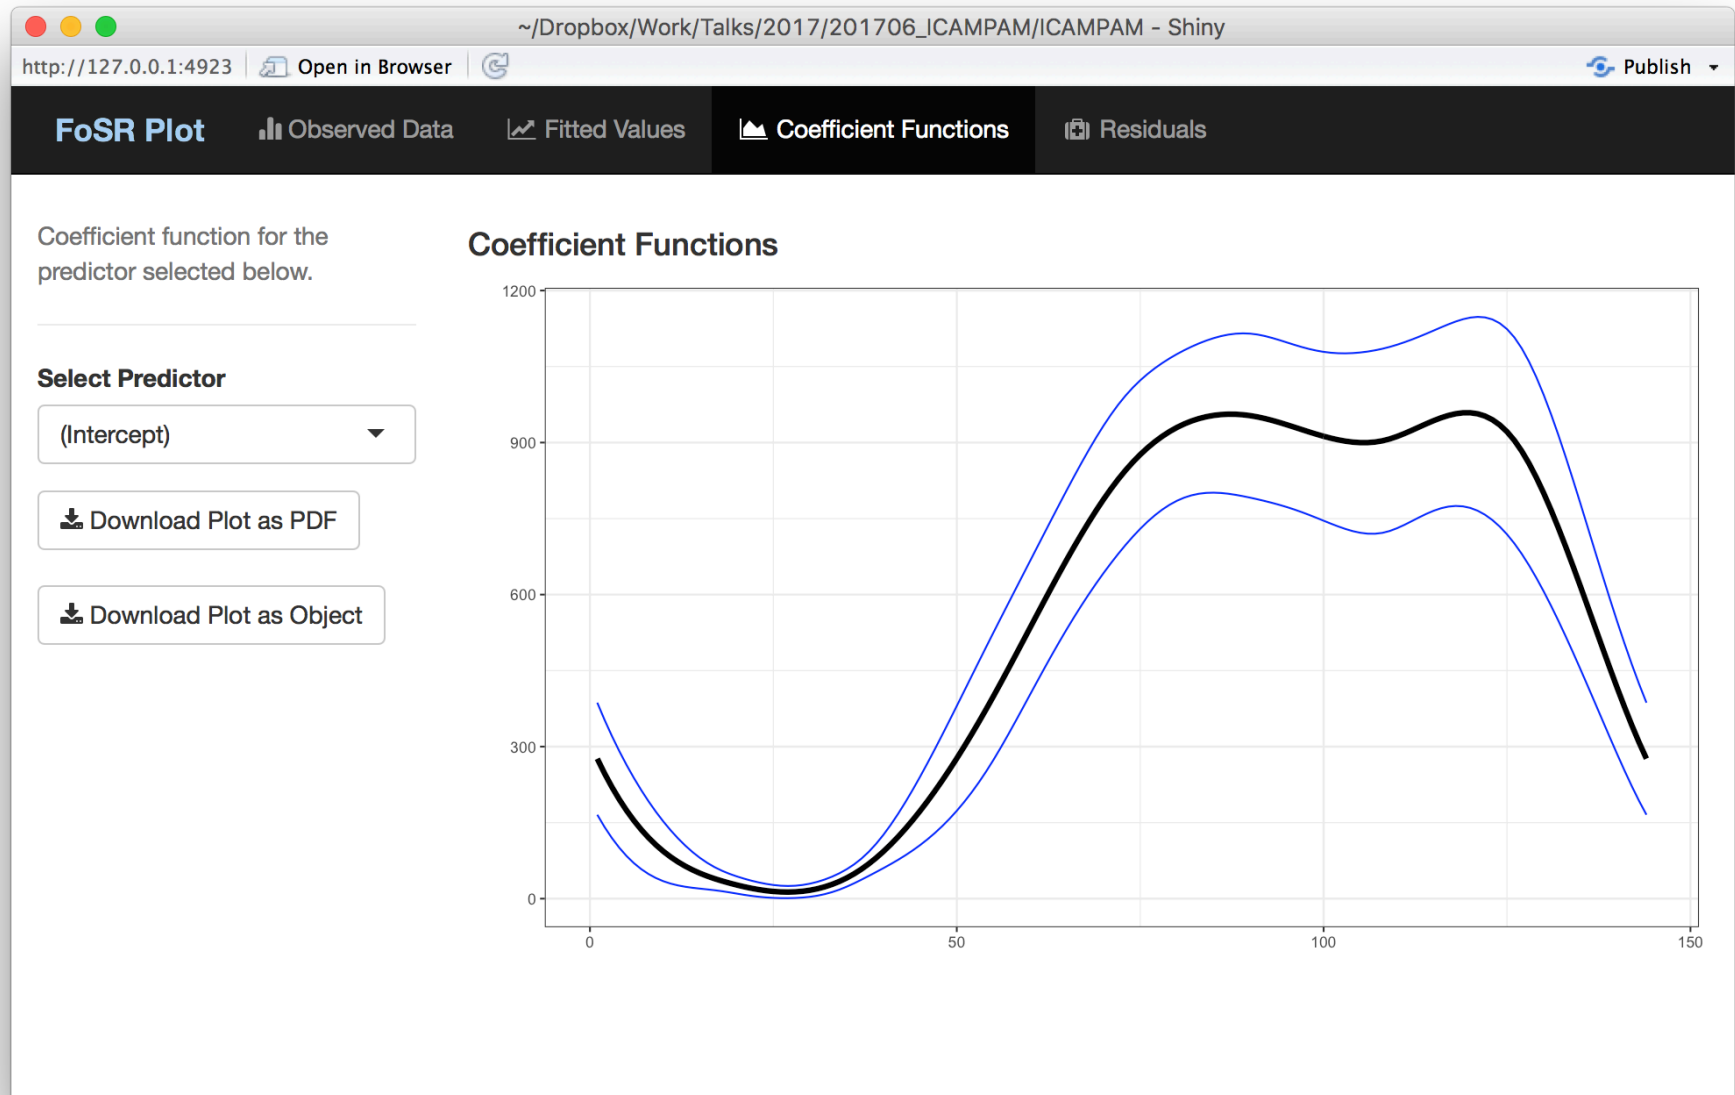 ~/Dropbox/Work/Talks/2017/201706_ICAMPAM/ICAMPAM - Shiny
http://127.0.0.1:4923 Open in Browser Publish
FoSR Plot Observed Data Fitted Values Coefficient Functions Residuals
Coefficient function for the
predictor selected below.
Select Predictor
(Intercept)
Download Plot as PDF
Download Plot as Object
Coefficient Functions
1200
900
600
300
0
0 50 100 150